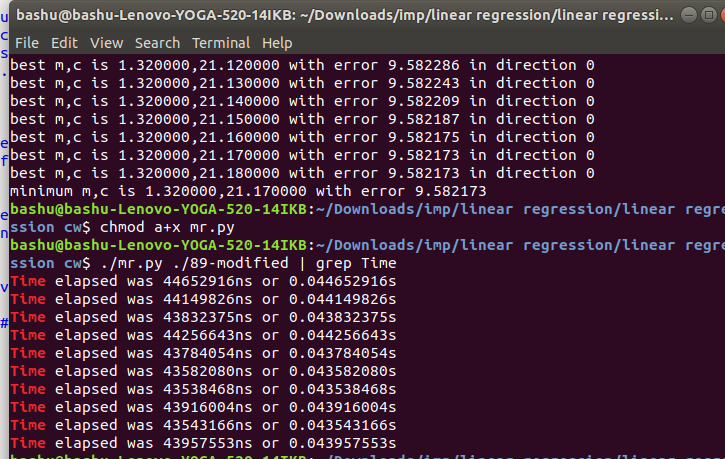 bashu@bashu-Lenovo-YOGA-520-14IKB: ~/Downloads/imp/linear regression/linear regressi...
File Edit View Search Terminal Help
best m,c is 1.320000,21.120000 with error 9.582286 in direction 0
best m,c is 1.320000,21.130000 with error 9.582243 in direction 0
best m,c is 1.320000,21.140000 with error 9.582209 in direction 0
best m,c is 1.320000,21.150000 with error 9.582187 in direction 0
best m,c is 1.320000,21.160000 with error 9.582175 in direction 0
best m,c is 1.320000,21.170000 with error 9.582173 in direction 0
best m,c is 1.320000,21.180000 with error 9.582173 in direction 0
minimum m,c is 1.320000,21.170000 with error 9.582173
bashu@bashu-Lenovo-YOGA-520-14IKB:~/Downloads/imp/linear regression/linear regre
ssion cw$ chmod a+x mr.py
bashu@bashu-Lenovo-YOGA-520-14IKB:~/Downloads/imp/linear regression/linear regre
ssion cw$ ./mr.py ./89-modified | grep Time
Time elapsed was 44652916ns or 0.044652916s
Time elapsed was 44149826ns or 0.044149826s
Time elapsed was 43832375ns or 0.043832375s
Time elapsed was 44256643ns or 0.044256643s
Time elapsed was 43784054ns or 0.043784054s
Time elapsed was 43582080ns or 0.043582080s
Time elapsed was 43538468ns or 0.043538468s
Time elapsed was 43916004ns or 0.043916004s
Time elapsed was 43543166ns or 0.043543166s
Time elapsed was 43957553ns or 0.043957553s